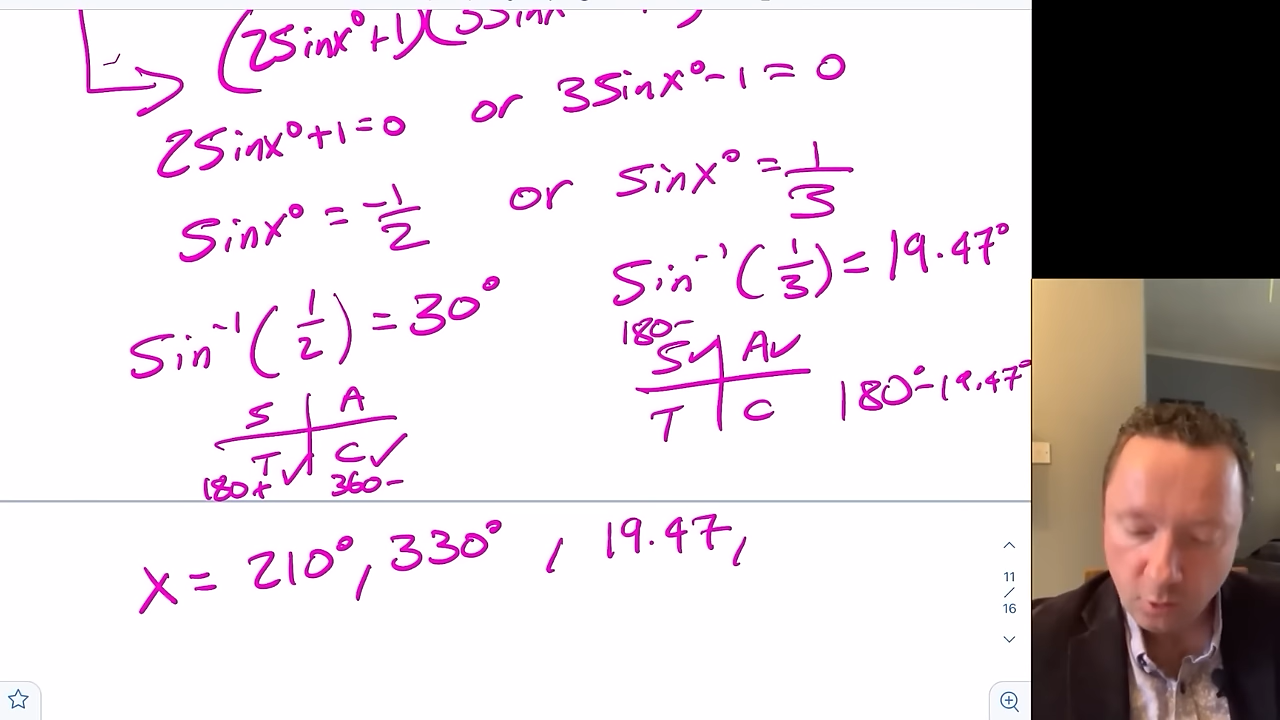 (2sinx°+1)(3sinx
2sinx°+1=0 or 3sinx°-1=0
sinx°=-1/2 or sinx°=1/3
sin⁻¹(1/2)=30° sin⁻¹(1/3)=19.47°
180-
S✓ A✓
T C 180°-19.47°
S A
T✓ C✓
180+ 360-
x=210°,330°, 19.47,
11
/
16